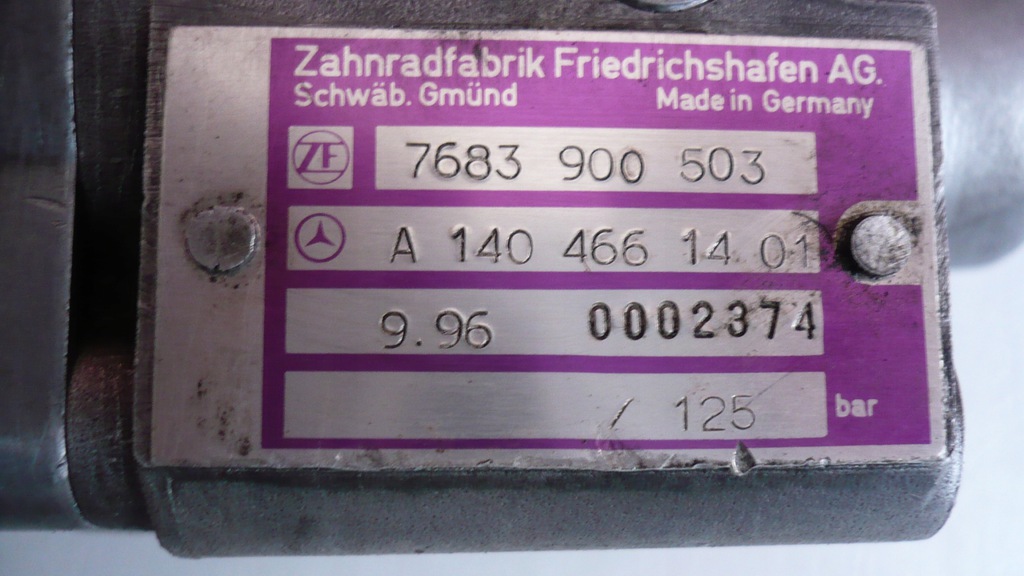 Zahnradfabrik Friedrichshafen AG.
Schwäb. Gmünd Made in Germany
ZF 7683 900 503
A 140 466 14 01
9.96 0002374
/ 125 bar